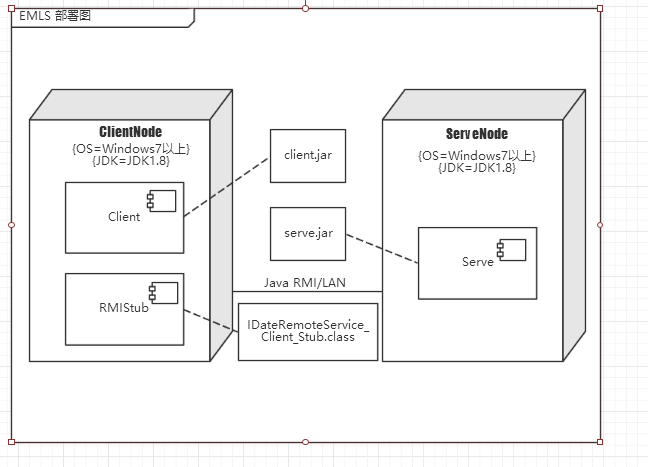 EMLS 部署图
ClientNode
{OS=Windows7以上}
{JDK=JDK1.8}
Client
RMIStub
client.jar
serve.jar
Java RMI/LAN
IDateRemoteService_
Client_Stub.class
ServeNode
{OS=Windows7以上}
{JDK=JDK1.8}
Serve